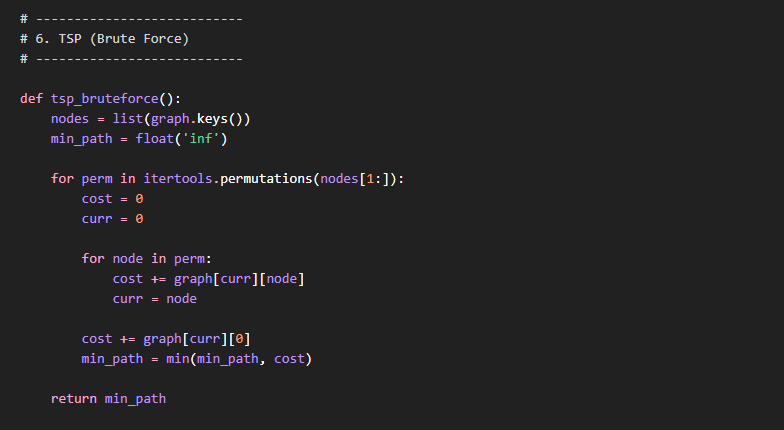 # ---------------------------
# 6. TSP (Brute Force)
# ---------------------------
def tsp_bruteforce():
    nodes = list(graph.keys())
    min_path = float('inf')
    for perm in itertools.permutations(nodes[1:]):
        cost = 0
        curr = 0
        for node in perm:
            cost += graph[curr][node]
            curr = node
        cost += graph[curr][0]
        min_path = min(min_path, cost)
    return min_path